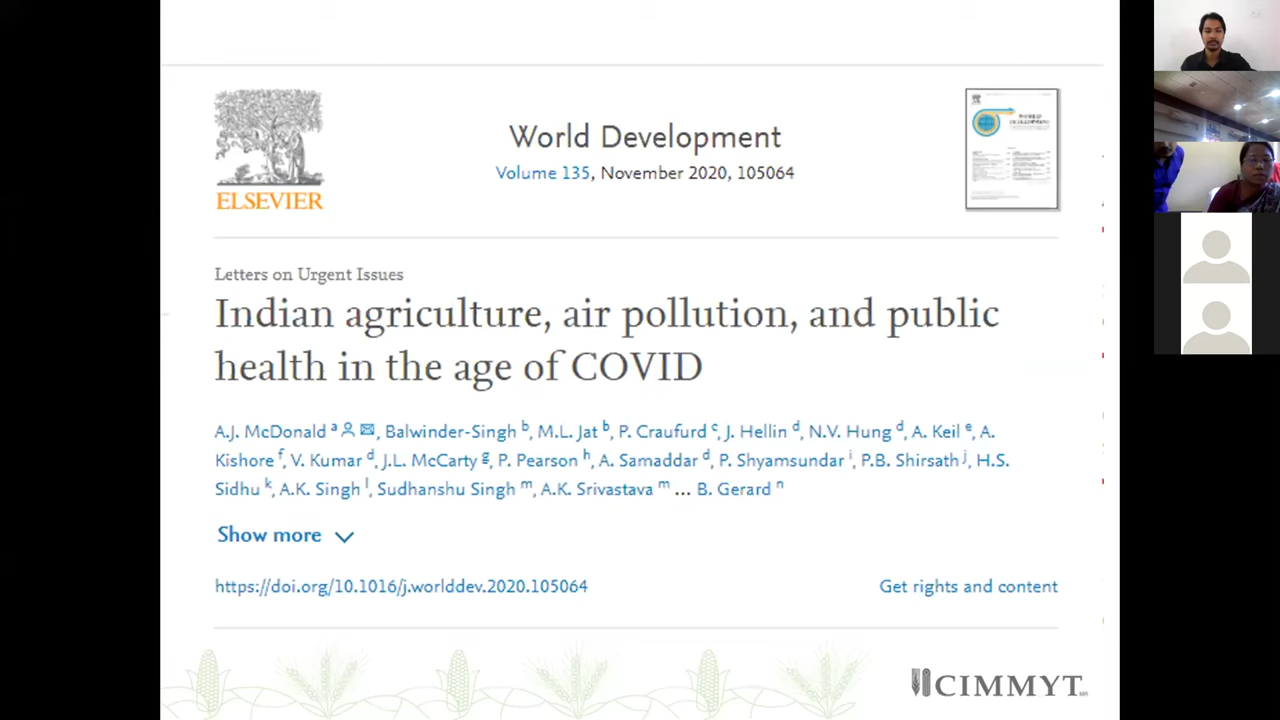 ELSEVIER
World Development
Volume 135, November 2020, 105064
Letters on Urgent Issues
Indian agriculture, air pollution, and public
health in the age of COVID
A.J. McDonald a, Balwinder-Singh b, M.L. Jat b, P. Craufurd c, J. Hellin d, N.V. Hung d, A. Keil e, A.
Kishore f, V. Kumar d, J.L. McCarty g, P. Pearson h, A. Samaddar d, P. Shyamsundar i, P.B. Shirsath j, H.S.
Sidhu k, A.K. Singh l, Sudhanshu Singh m, A.K. Srivastava m ... B. Gerard n
Show more
https://doi.org/10.1016/j.worlddev.2020.105064
Get rights and content
CIMMYT